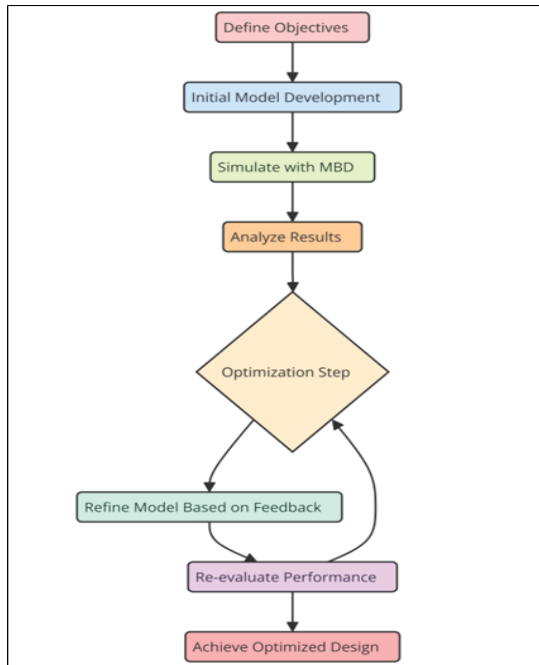 Define Objectives
Initial Model Development
Simulate with MBD
Analyze Results
Optimization Step
Refine Model Based on Feedback
Re-evaluate Performance
Achieve Optimized Design